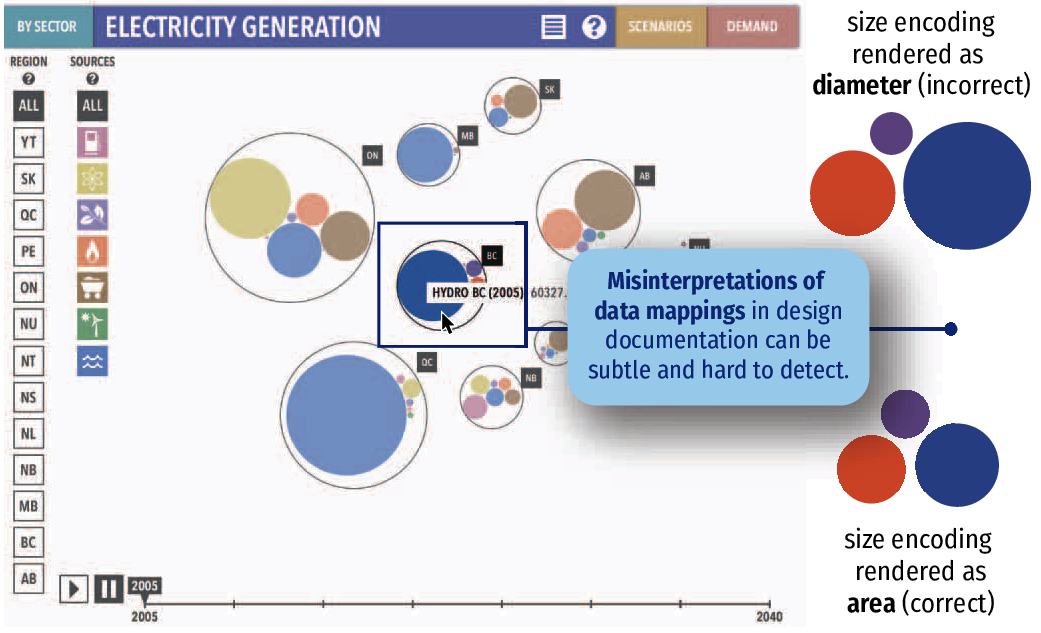 BY SECTOR
ELECTRICITY GENERATION
?
SCENARIOS
DEMAND
REGION
?
SOURCES
?
ALL
ALL
YT
SK
QC
PE
ON
NU
NT
NS
NL
NB
MB
BC
AB
SK
MB
ON
AB
BC
HYDRO BC (2005) 60327.
QC
NB
Misinterpretations of
data mappings in design
documentation can be
subtle and hard to detect.
size encoding
rendered as
diameter (incorrect)
size encoding
rendered as
area (correct)
2005
2005
2040